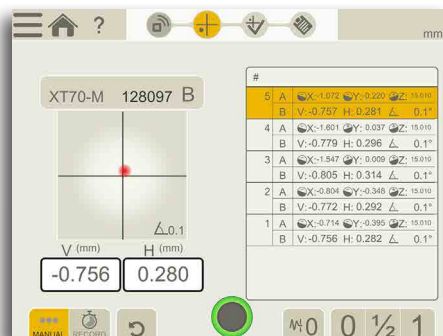 ?
mm
XT70-M 128097 B
0.1
V (mm) H (mm)
-0.756 0.280
MANUAL RECORD
#
5 A X:-1.072 Y:-0.220 Z: 15.010
B V:-0.757 H: 0.281 0.1°
4 A X:-1.601 Y: 0.037 Z: 15.010
B V:-0.779 H: 0.296 0.1°
3 A X:-1.547 Y: 0.009 Z: 15.010
B V:-0.805 H: 0.314 0.1°
2 A X:-0.804 Y:-0.348 Z: 15.010
B V:-0.772 H: 0.292 0.1°
1 A X:-0.714 Y:-0.395 Z: 15.010
B V:-0.756 H: 0.282 0.1°
0 0 ½ 1